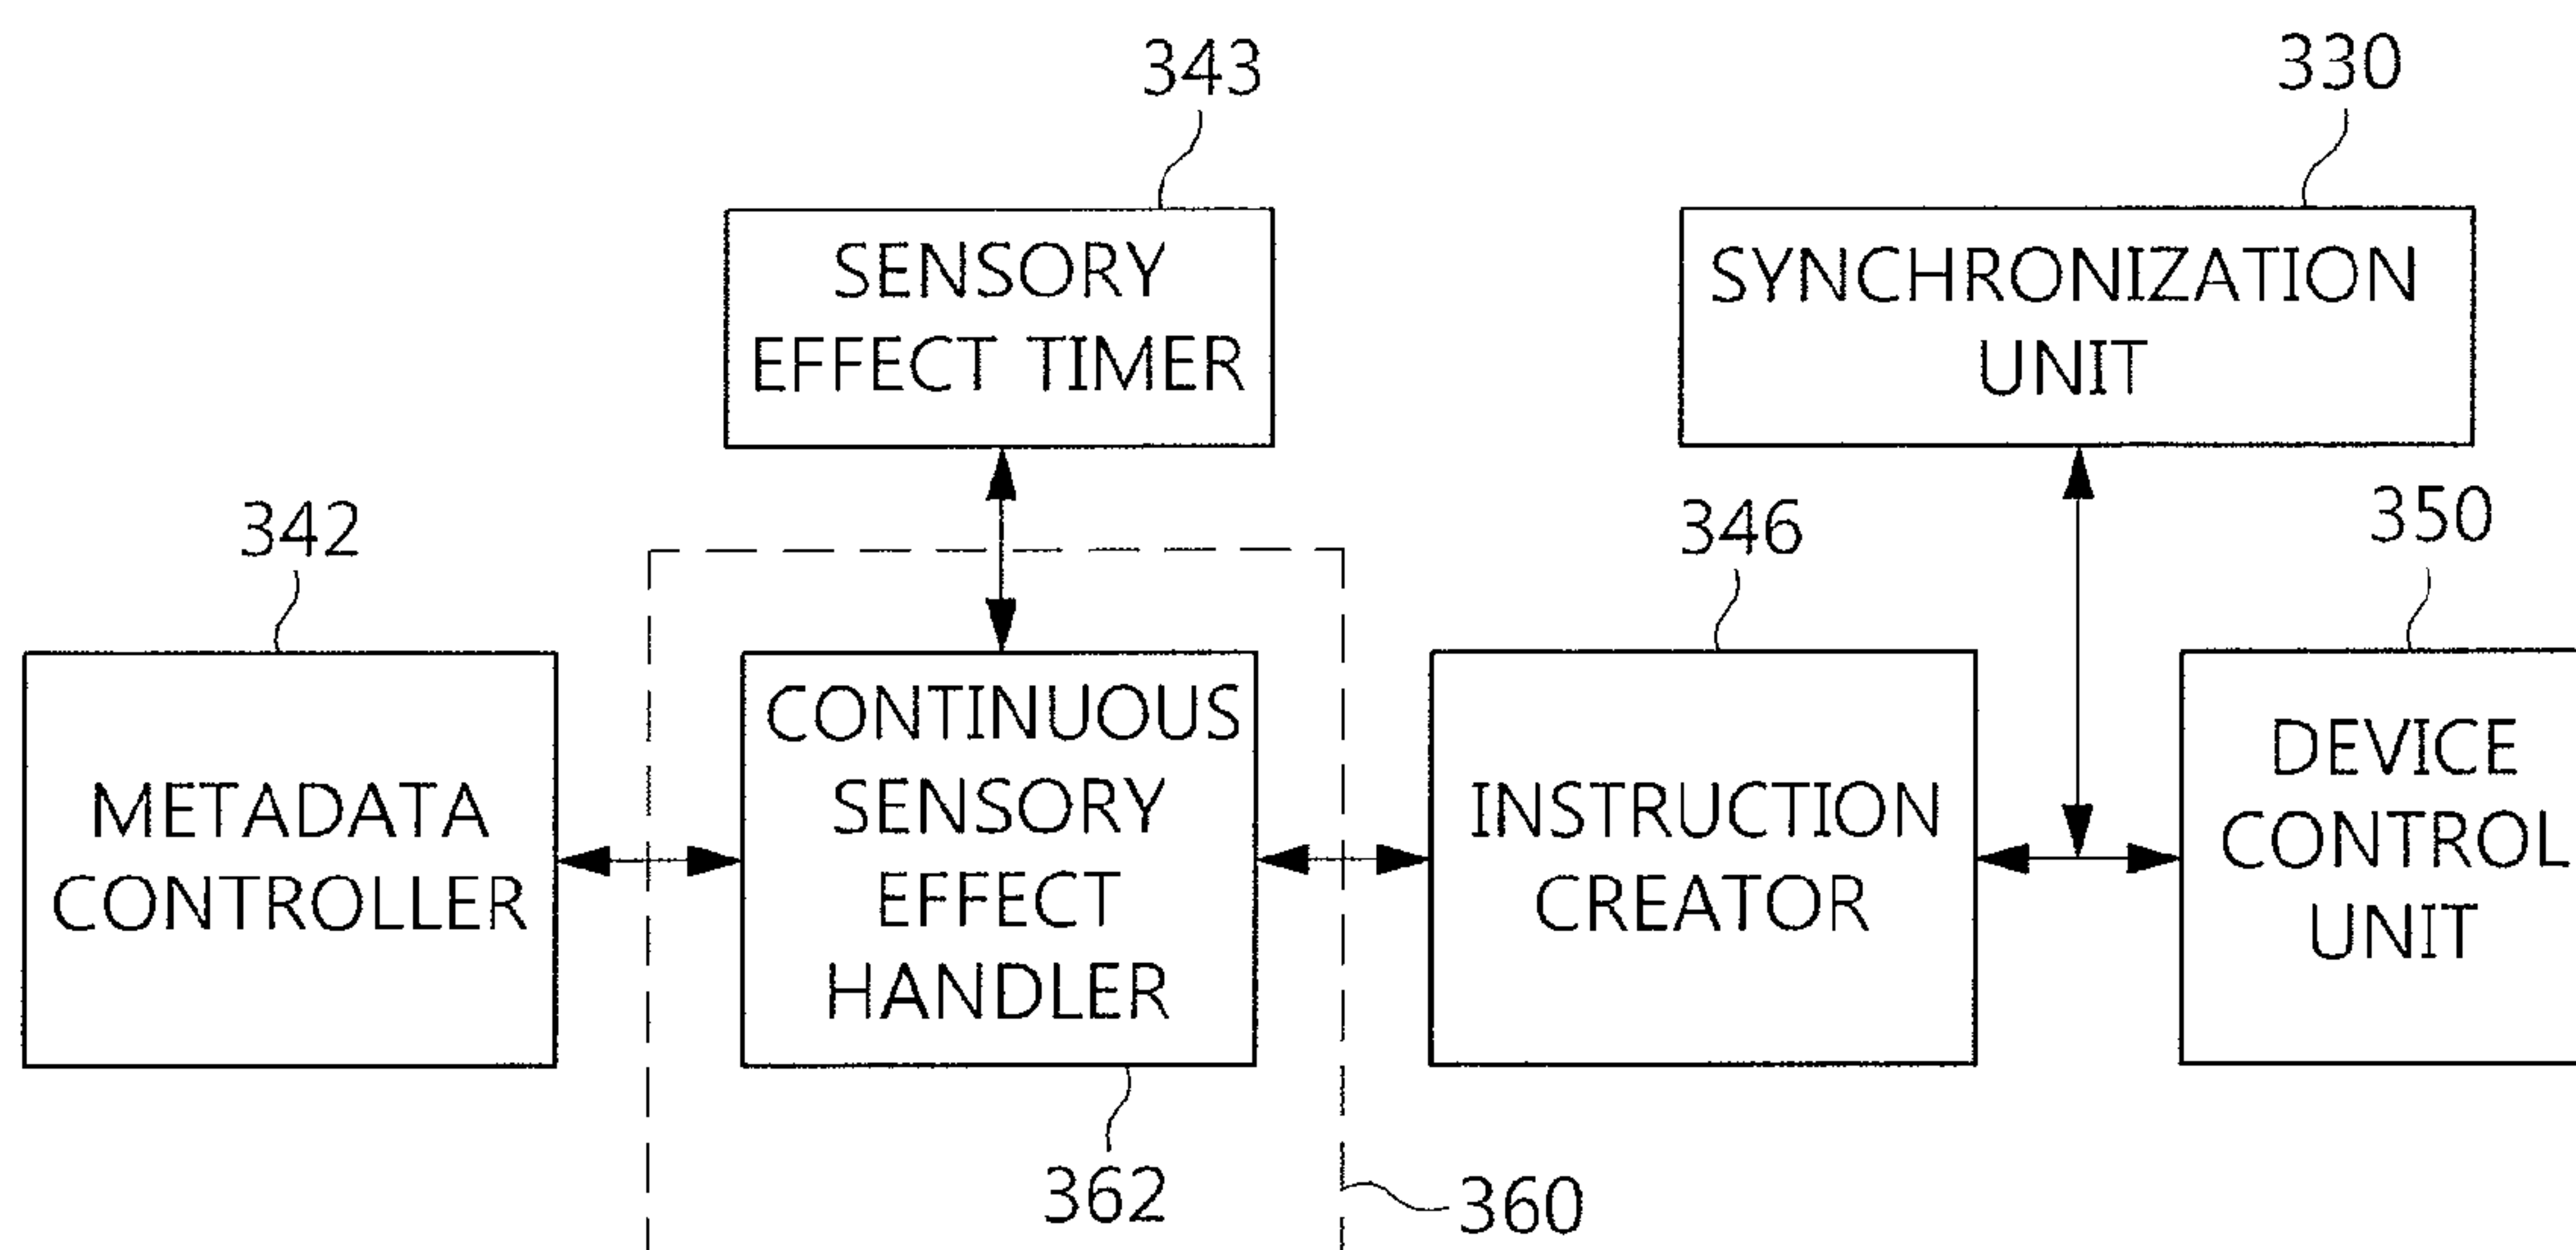 343
330
SENSORY
EFFECT TIMER
SYNCHRONIZATION
UNIT
342
346
350
METADATA
CONTROLLER
CONTINUOUS
SENSORY
EFFECT
HANDLER
INSTRUCTION
CREATOR
DEVICE
CONTROL
UNIT
362
360